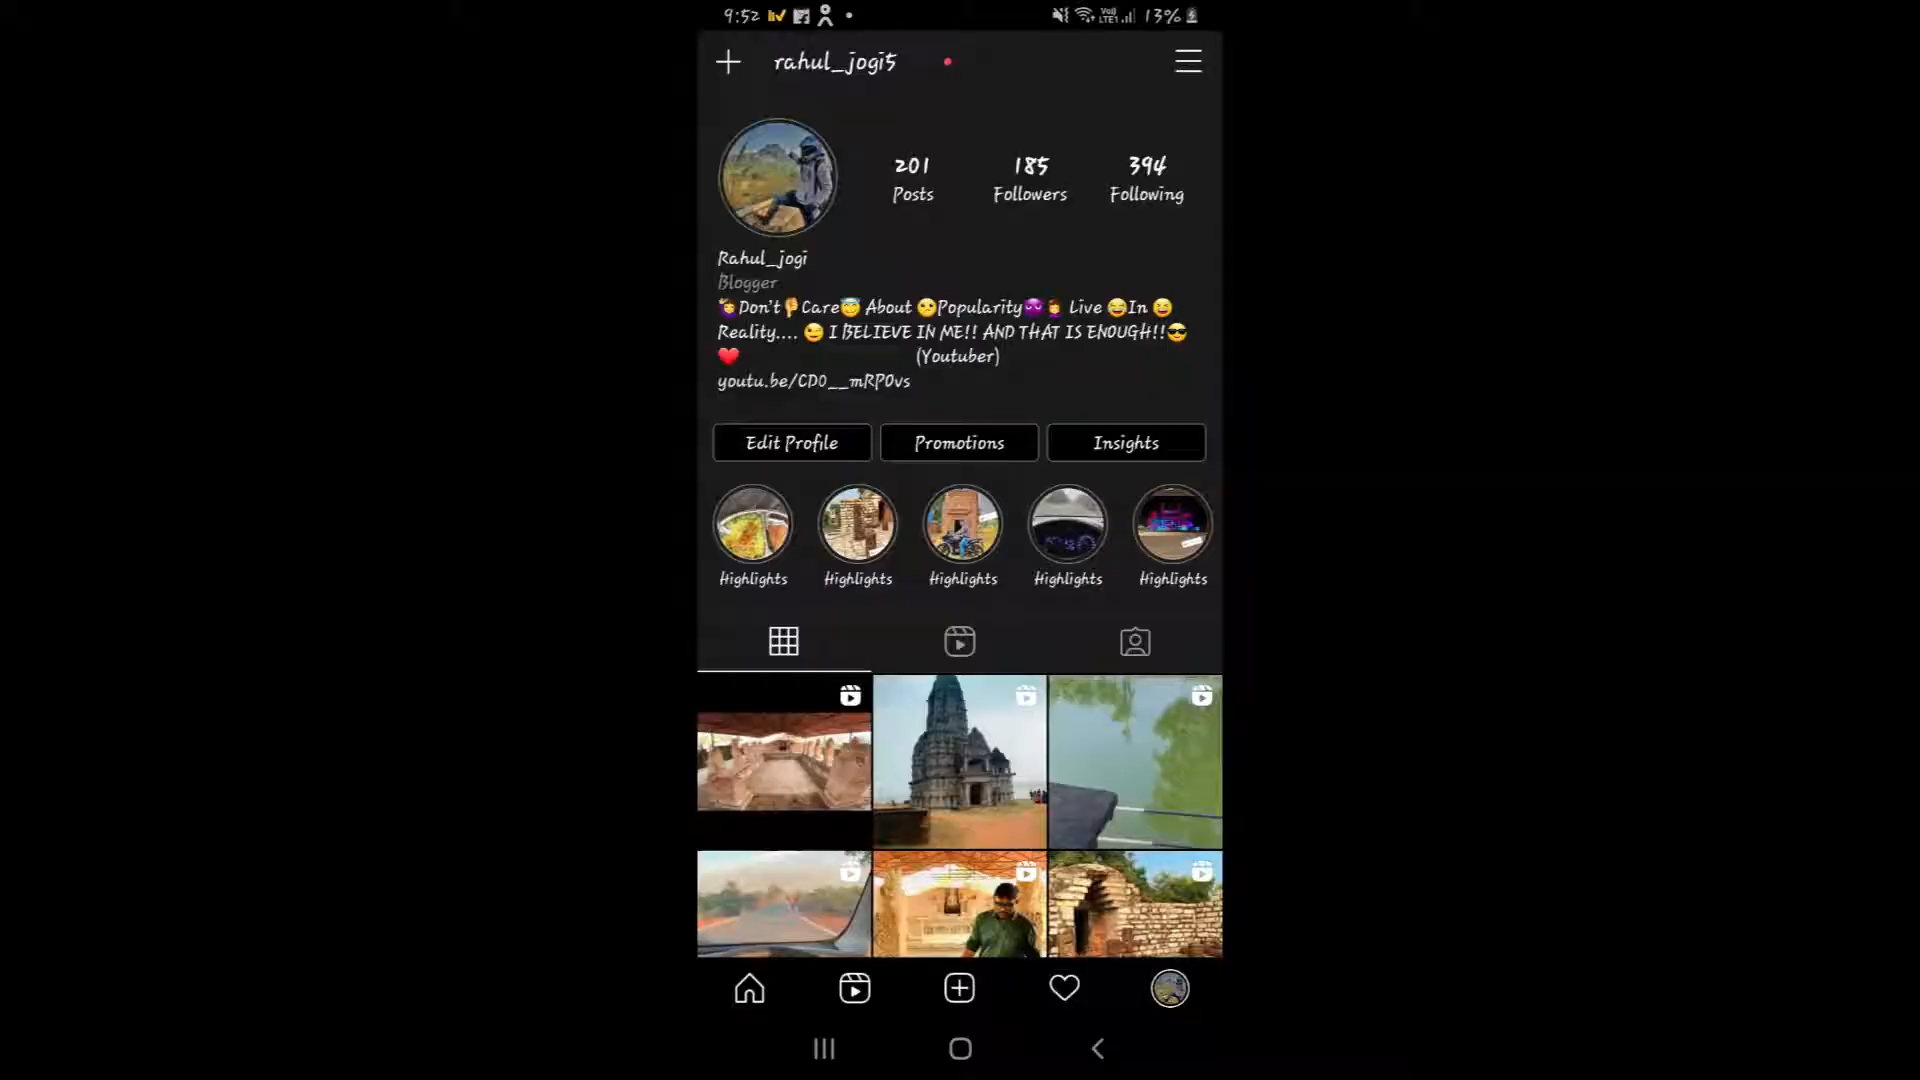 9:52
Vo)) LTE1 13%
rahul_jogi5
201 185 394
Posts Followers Following
Rahul_jogi
Blogger
🤷‍♀️Don't👎Care😇 About 🤔Popularity😈🤦‍♀️ Live 😂In 😆
Reality.... 😉 I BELIEVE IN ME!! AND THAT IS ENOUGH!!😎
❤️ (Youtuber)
youtu.be/CD0__mRP0vs
Edit Profile Promotions Insights
Highlights Highlights Highlights Highlights Highlights